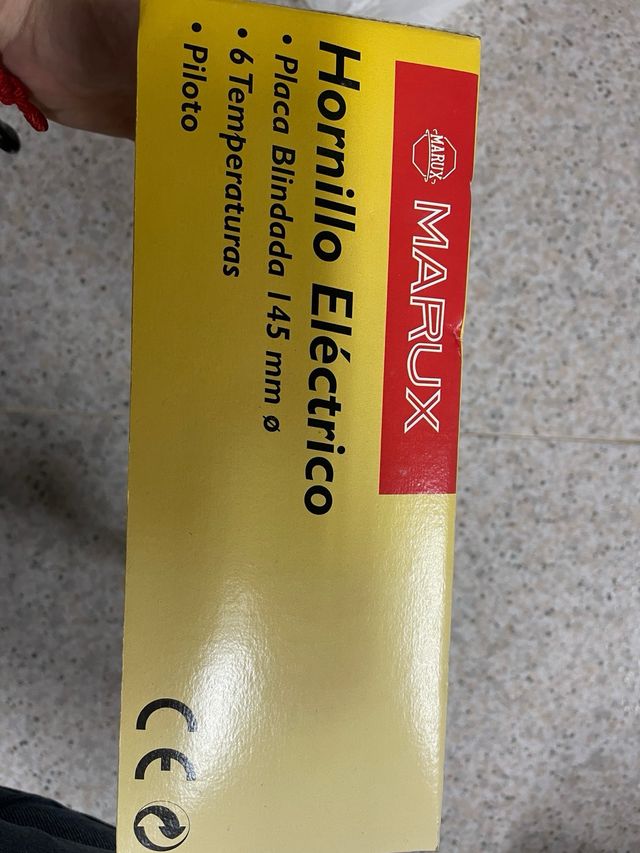 MARUX
MARUX
Hornillo Eléctrico
• Placa Blindada 145 mm ø
• 6 Temperaturas
• Piloto
CE